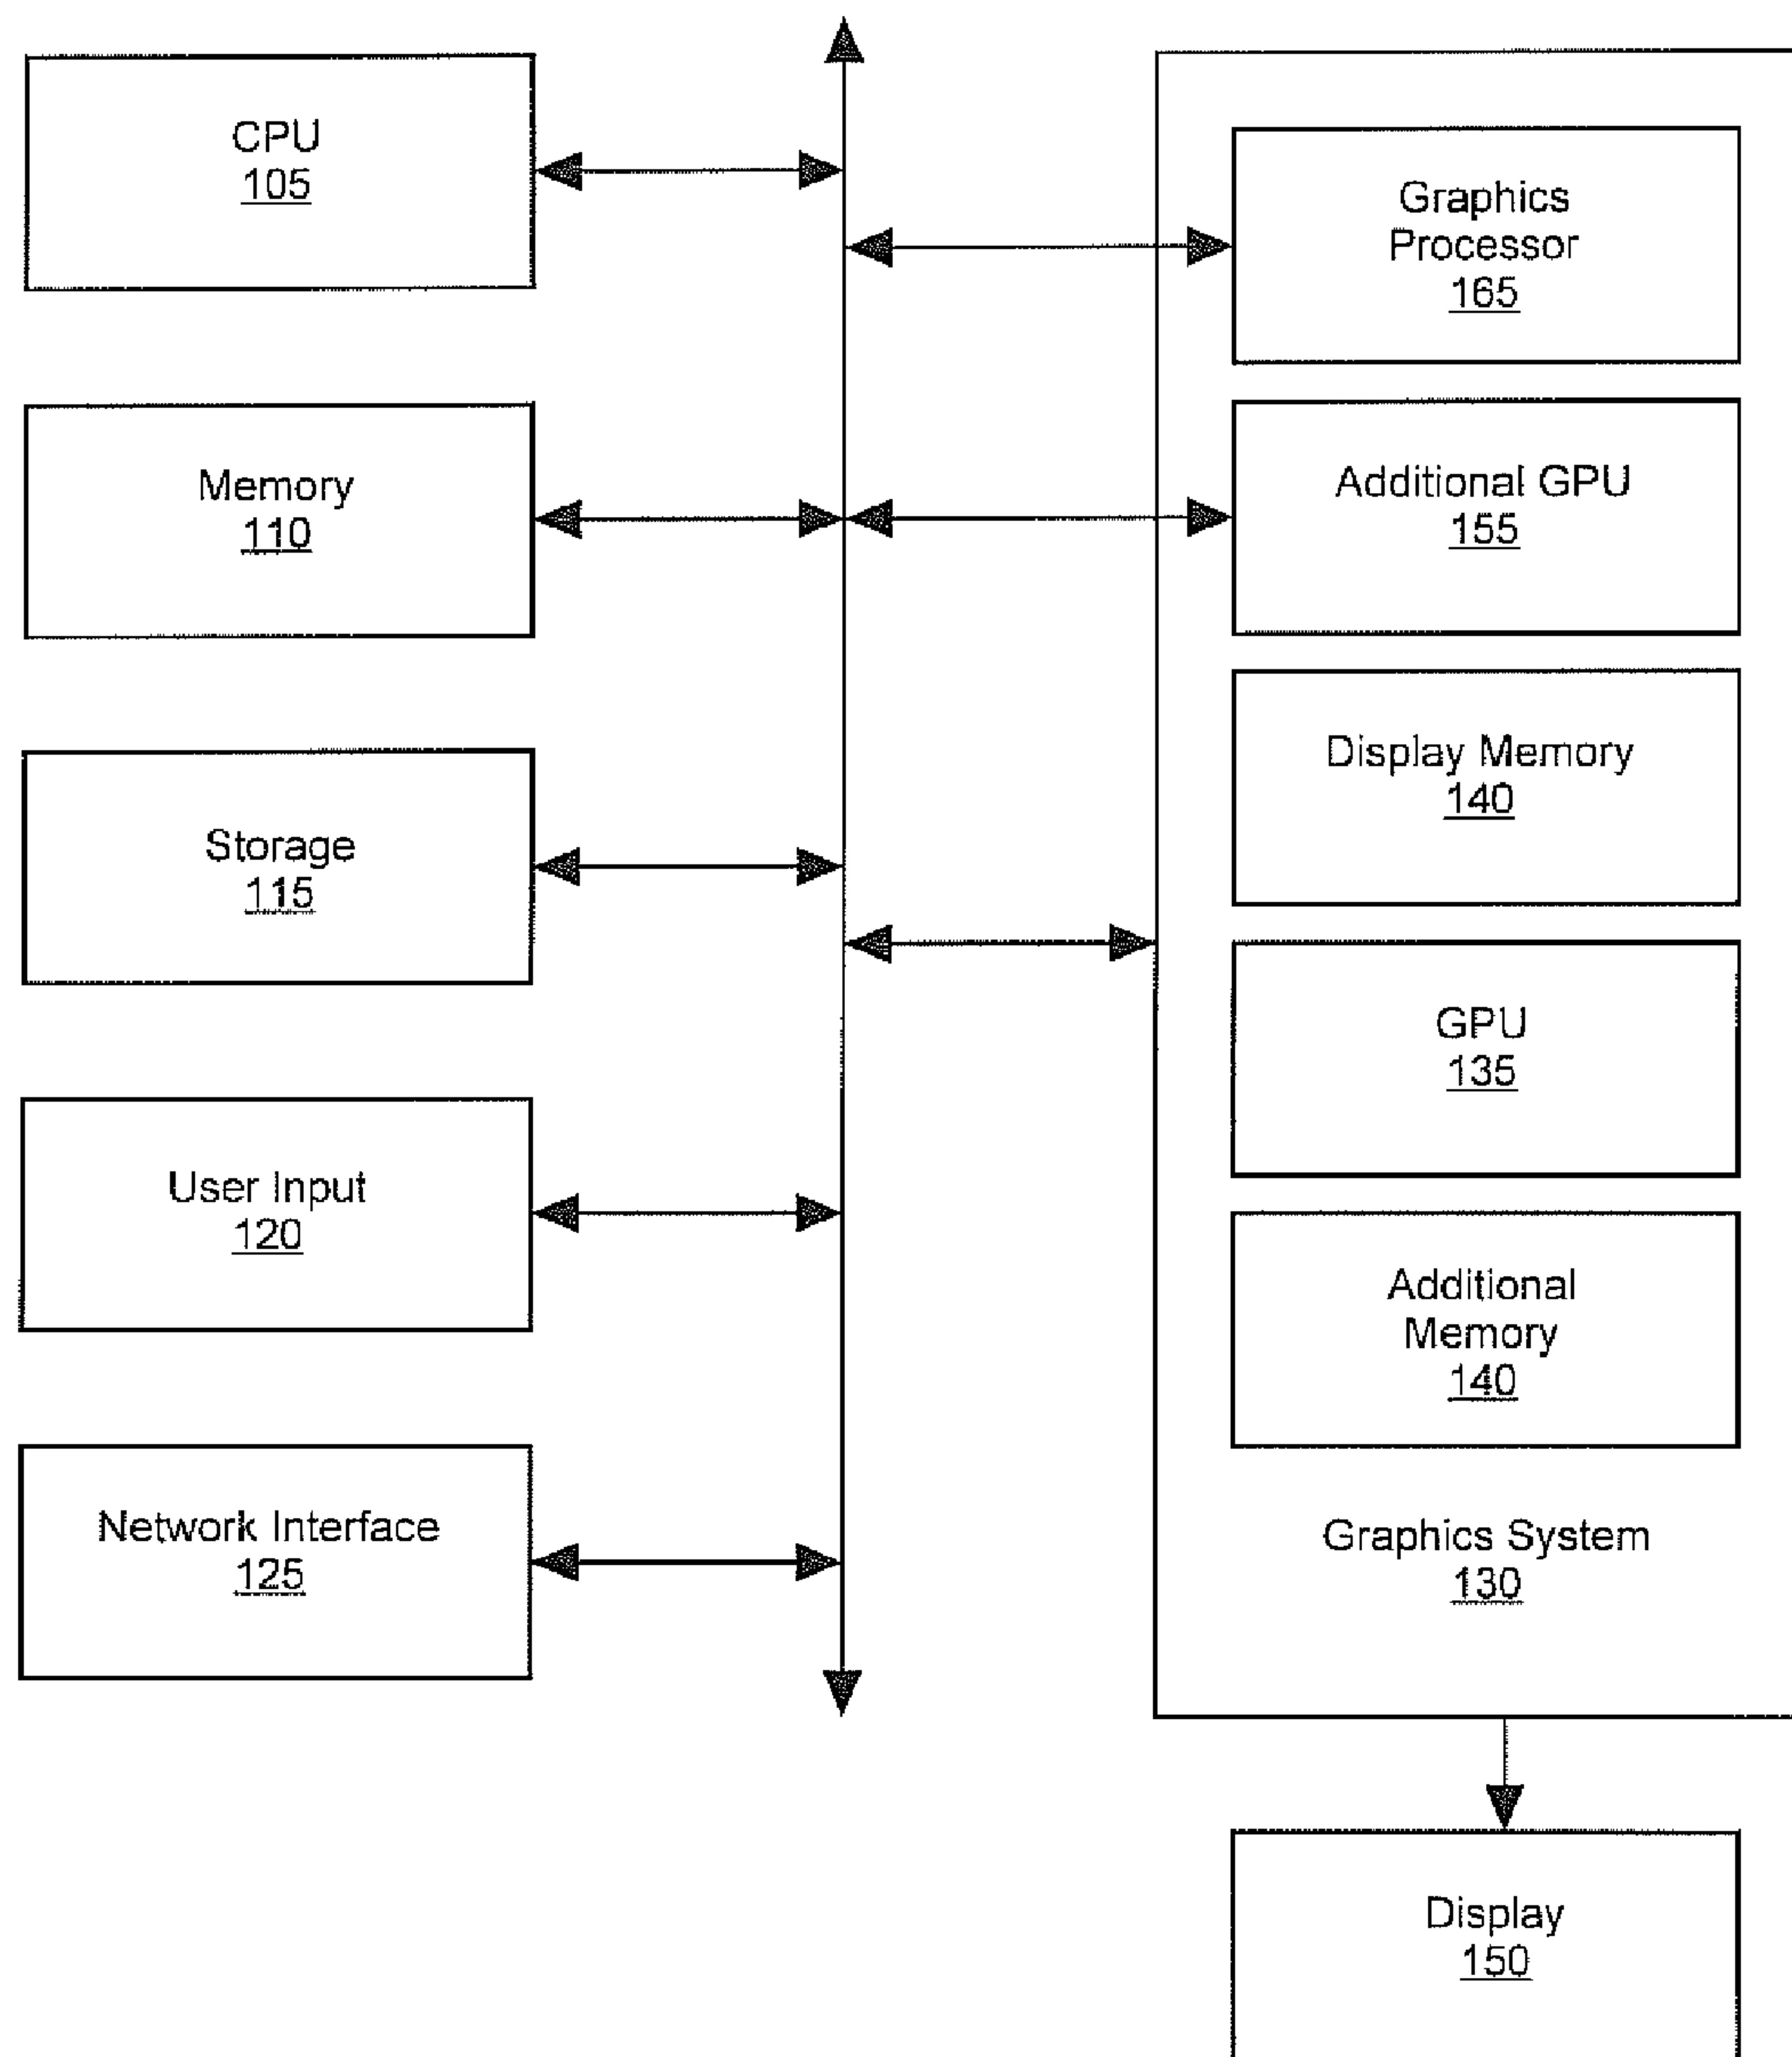 CPU
105
Memory
110
Storage
115
User Input
120
Network Interface
125
Graphics
Processor
165
Additional GPU
155
Display Memory
140
GPU
135
Additional
Memory
140
Graphics System
130
Display
150